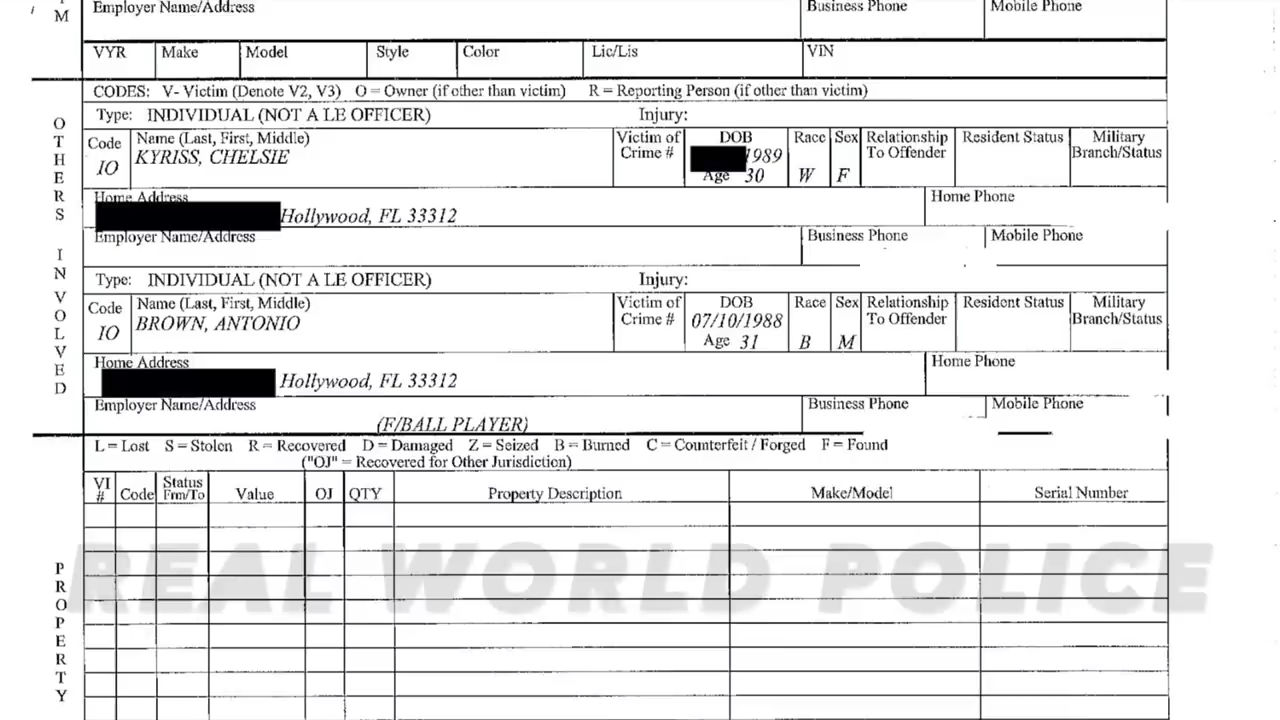 M
Employer Name/Address Business Phone Mobile Phone
VYR Make Model Style Color Lic/Lis VIN
CODES: V- Victim (Denote V2, V3) O = Owner (if other than victim) R = Reporting Person (if other than victim)
OTHERS INVOLVED
Type: INDIVIDUAL (NOT A LE OFFICER) Injury:
Code Name (Last, First, Middle) Victim of Crime # DOB Race Sex Relationship To Offender Resident Status Military Branch/Status
IO KYRISS, CHELSIE 1989 Age 30 W F
Home Address Home Phone
Hollywood, FL 33312
Employer Name/Address Business Phone Mobile Phone
Type: INDIVIDUAL (NOT A LE OFFICER) Injury:
Code Name (Last, First, Middle) Victim of Crime # DOB Race Sex Relationship To Offender Resident Status Military Branch/Status
IO BROWN, ANTONIO 07/10/1988 Age 31 B M
Home Address Home Phone
Hollywood, FL 33312
Employer Name/Address Business Phone Mobile Phone
(F/BALL PLAYER)
L = Lost S = Stolen R = Recovered D = Damaged Z = Seized B = Burned C = Counterfeit / Forged F = Found
("OJ" = Recovered for Other Jurisdiction)
VI # Code Status Frm/To Value OJ QTY Property Description Make/Model Serial Number
REAL WORLD POLICE
PROPERTY